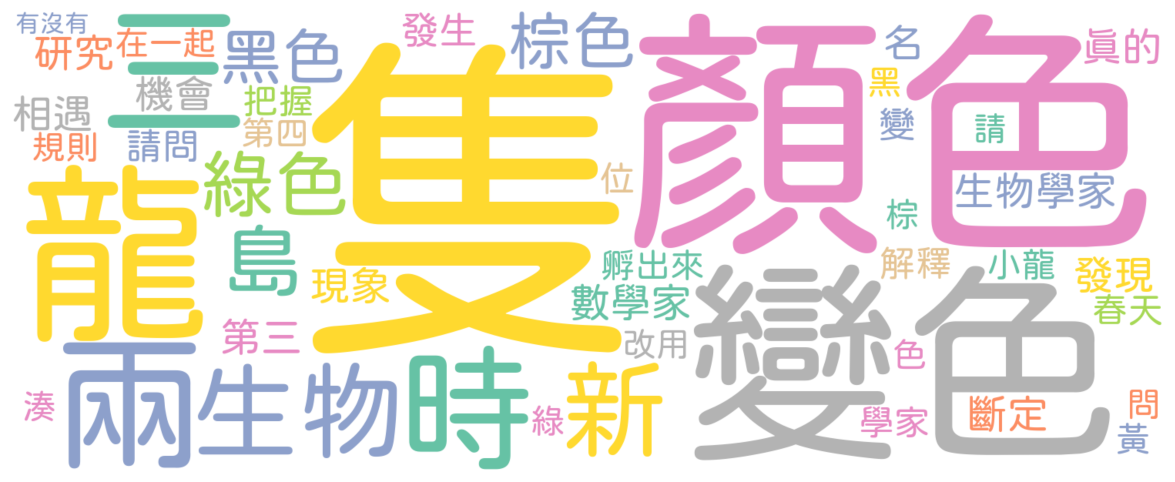 有沒有
三
發生
棕色
顏色
名
眞的
研究
在一起
黑色
隻
黑
機會
把握
相遇
第四
變
請
規則
請問
綠色
位
生物學家
龍
島
棕
現象
孵出來
解釋
小龍
發現
數學家
春天
第三
改用
變色
色
兩
生物
時
新
湊
綠
學家
斷定
問
黃